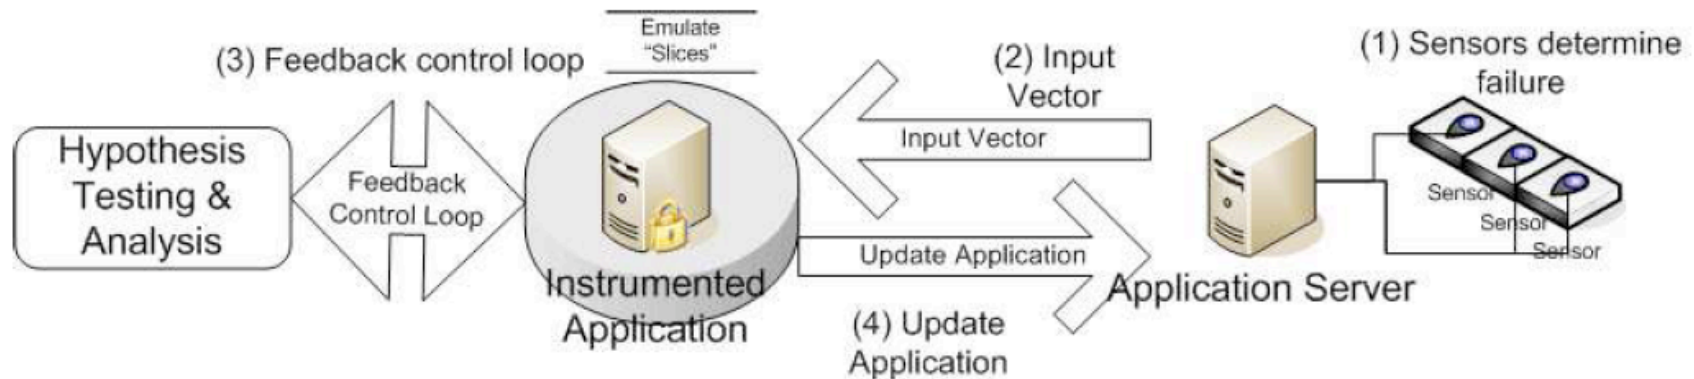 Emulate
"Slices"
(3) Feedback control loop
(2) Input
Vector
(1) Sensors determine
failure
Hypothesis
Testing &
Analysis
Feedback
Control Loop
Input Vector
Sensor
Sensor
Sensor
Update Application
Instrumented
Application
Application Server
(4) Update
Application